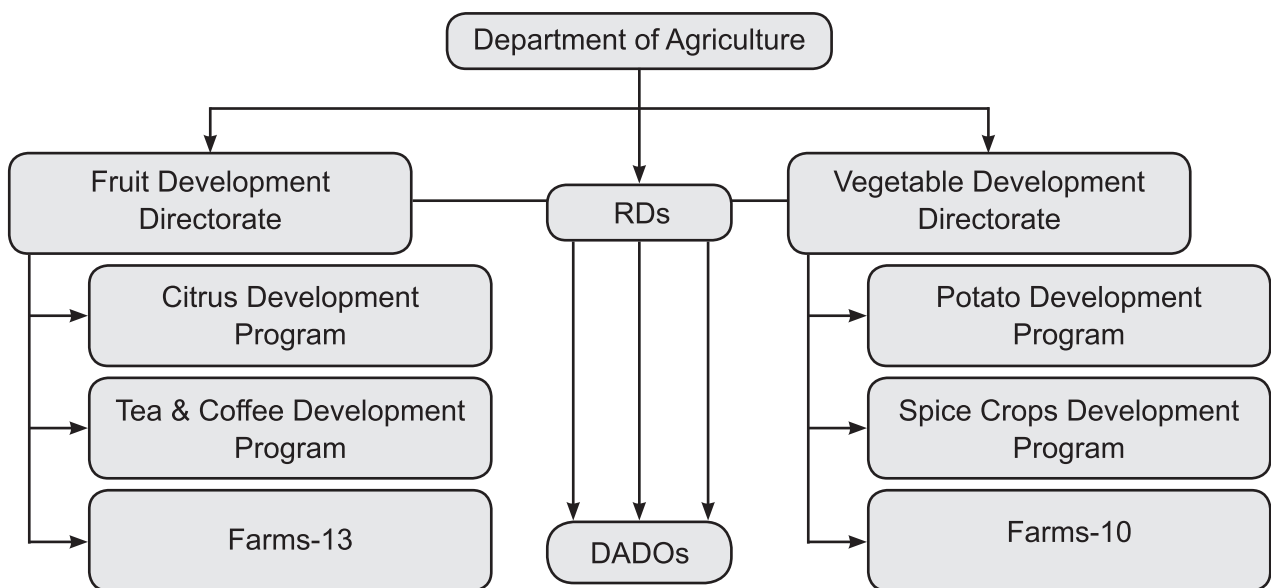 Department of Agriculture
Fruit Development
Directorate
RDs
Vegetable Development
Directorate
Citrus Development
Program
Tea & Coffee Development
Program
Farms-13
DADOs
Potato Development
Program
Spice Crops Development
Program
Farms-10